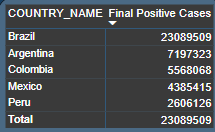 COUNTRY_NAME Final Positive Cases
Brazil 23089509
Argentina 7197323
Colombia 5568068
Mexico 4385415
Peru 2606126
Total 23089509